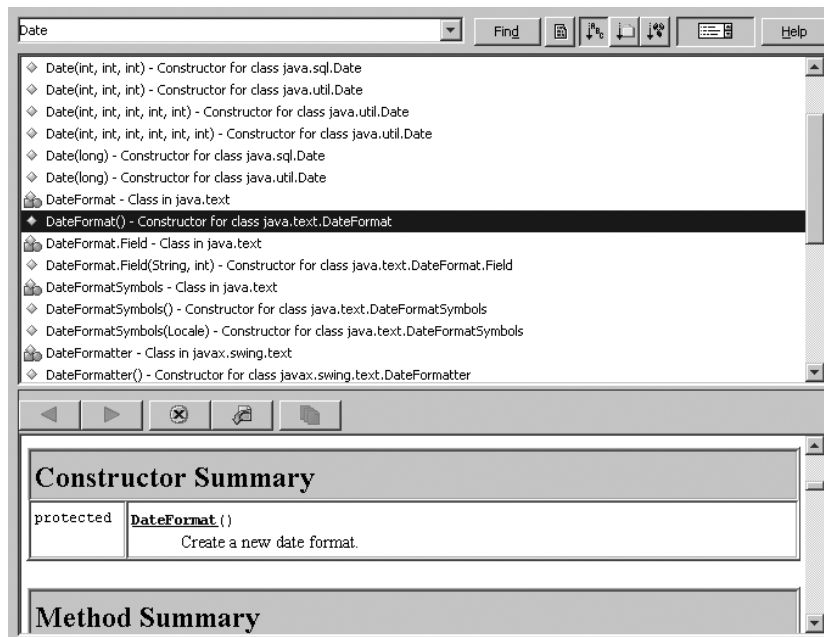 Date
Find
Help
Date(int, int, int) - Constructor for class java.sql.Date
Date(int, int, int) - Constructor for class java.util.Date
Date(int, int, int, int, int) - Constructor for class java.util.Date
Date(int, int, int, int, int, int) - Constructor for class java.util.Date
Date(long) - Constructor for class java.sql.Date
Date(long) - Constructor for class java.util.Date
DateFormat - Class in java.text
DateFormat() - Constructor for class java.text.DateFormat
DateFormat.Field - Class in java.text
DateFormat.Field(String, int) - Constructor for class java.text.DateFormat.Field
DateFormatSymbols - Class in java.text
DateFormatSymbols() - Constructor for class java.text.DateFormatSymbols
DateFormatSymbols(Locale) - Constructor for class java.text.DateFormatSymbols
DateFormatter - Class in javax.swing.text
DateFormatter() - Constructor for class javax.swing.text.DateFormatter
Constructor Summary
protected DateFormat()
Create a new date format.
Method Summary